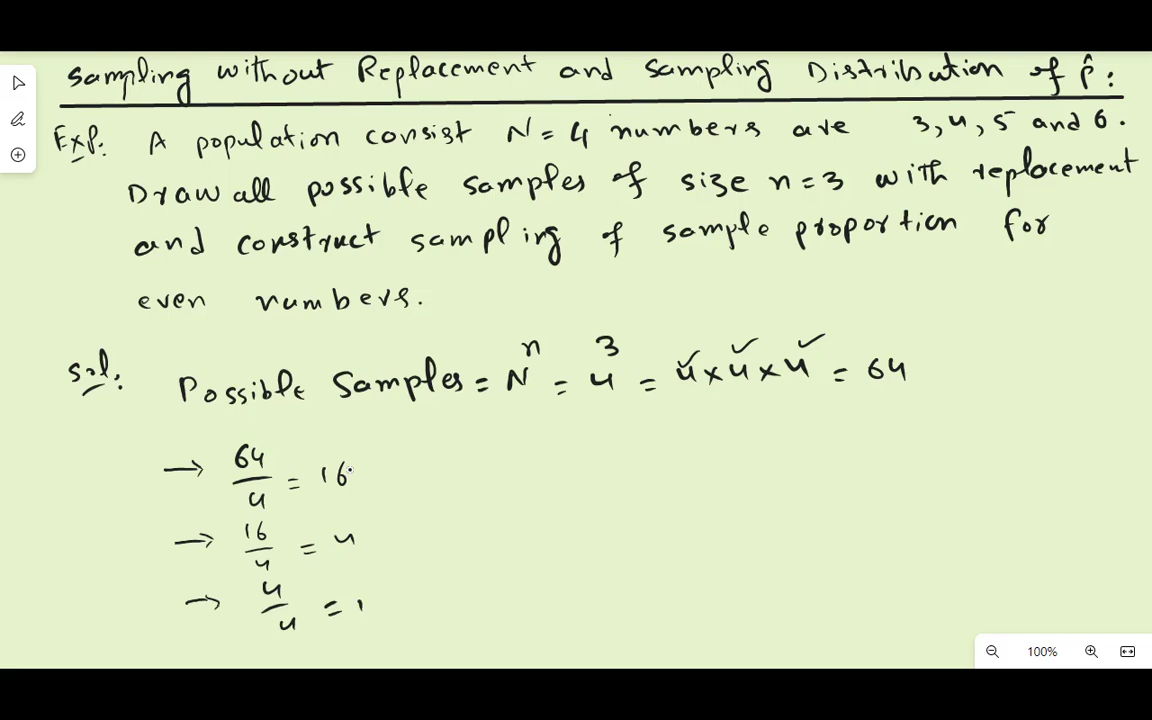 Sampling without Replacement and Sampling Distribution of p̂:
Exp: A population consist N=4 numbers are 3,4,5 and 6.
Draw all possible samples of size n=3 with replacement
and construct sampling of sample proportion for
even numbers.
Sol: Possible Samples = Nⁿ = 4³ = 4×4×4 = 64
→ 64/4 = 16
→ 16/4 = 4
→ 4/4 = 1
100%